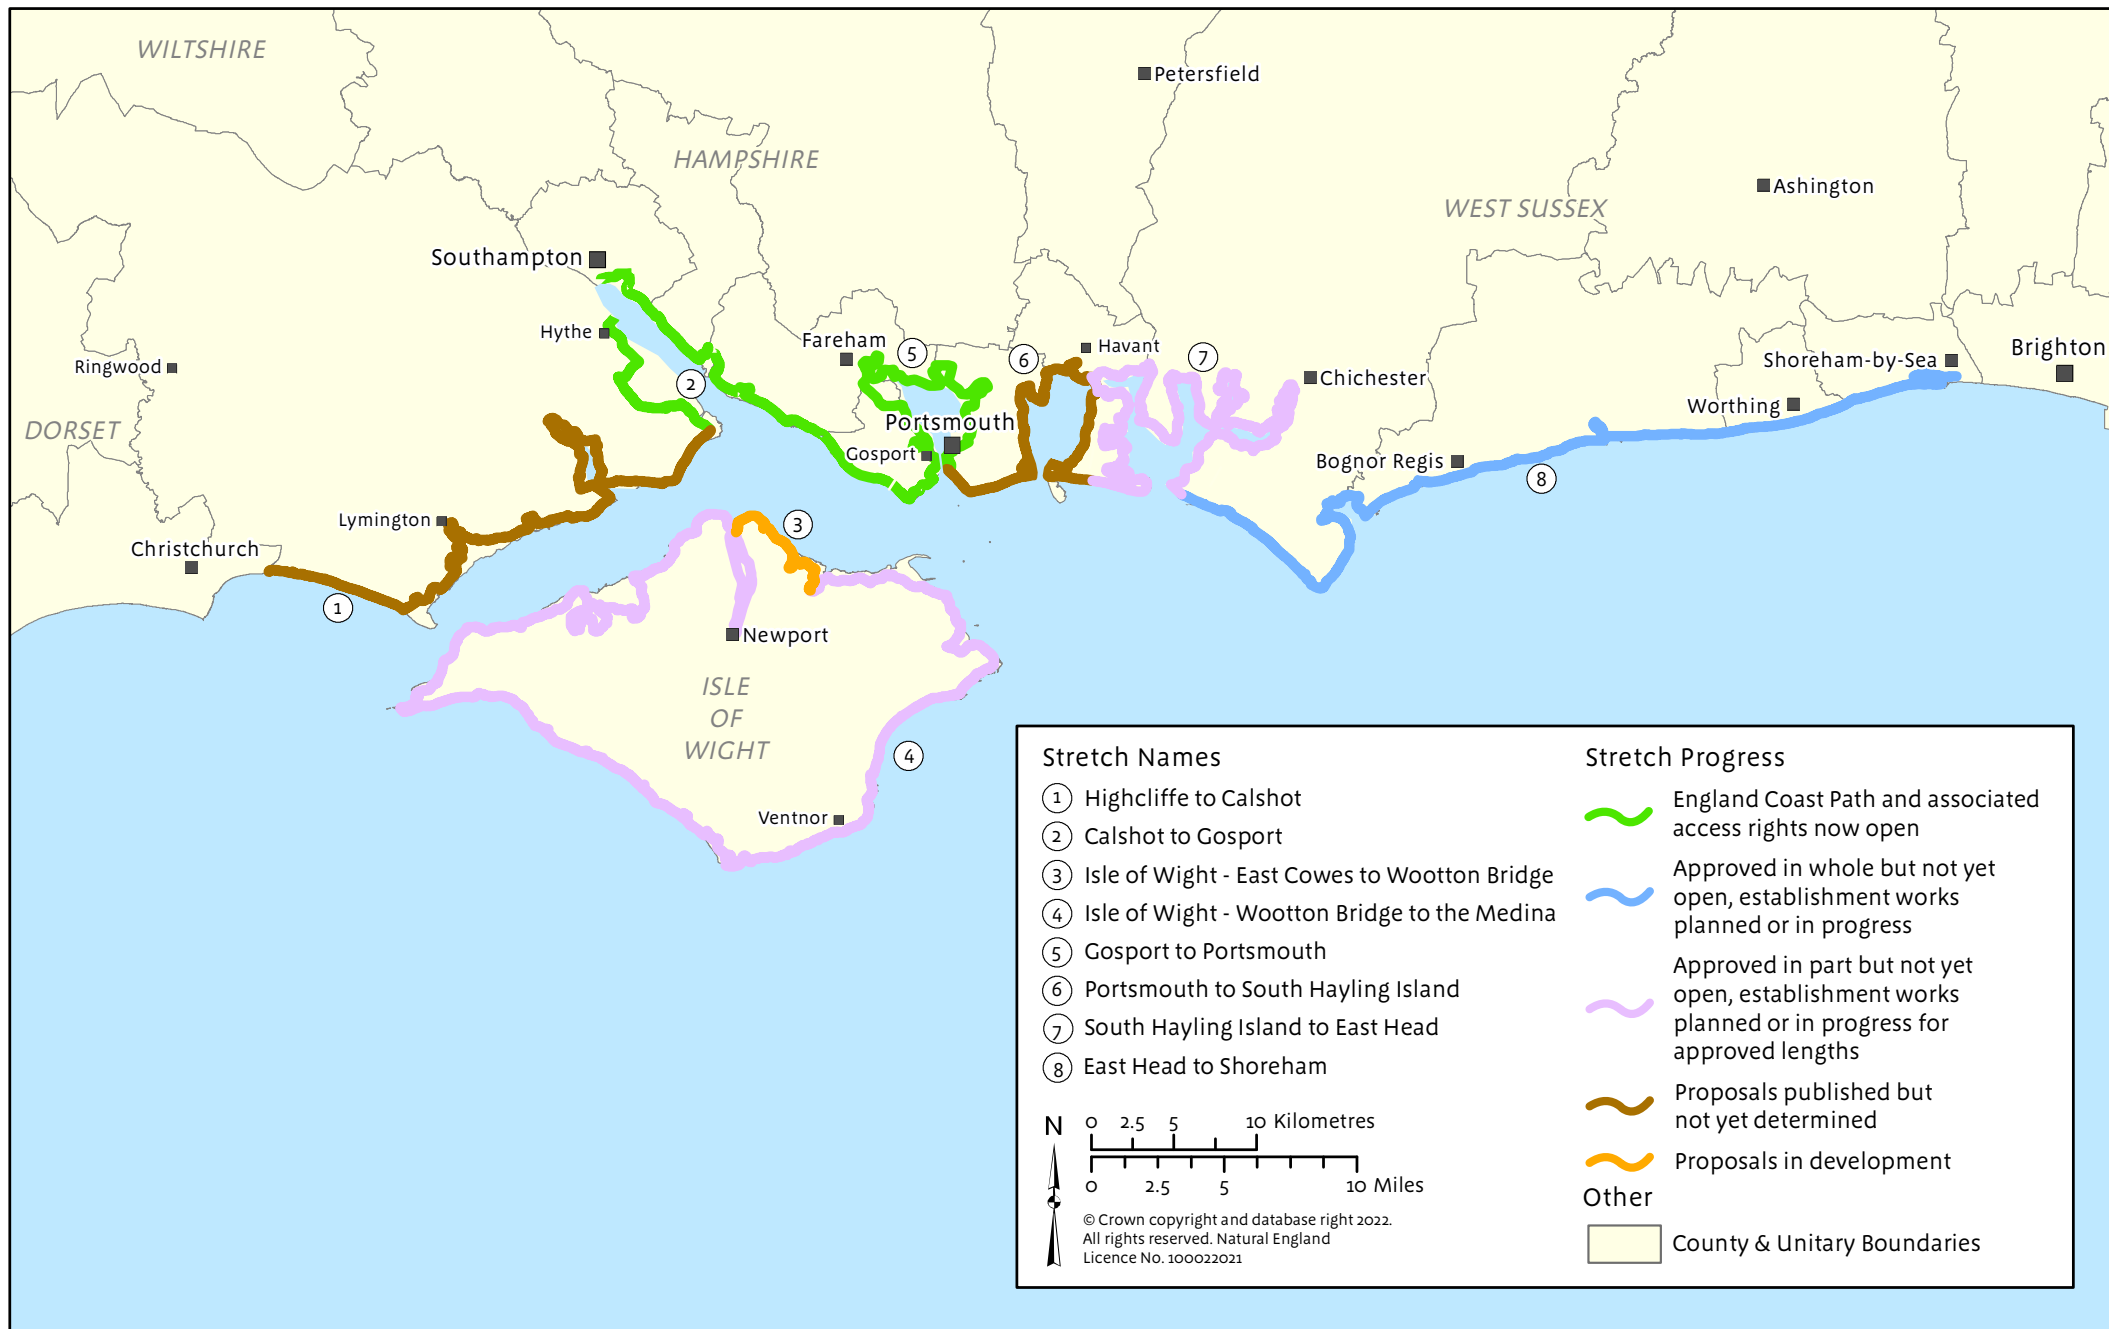 WILTSHIRE
Petersfield
HAMPSHIRE
Ashington
WEST SUSSEX
Southampton
Hythe
Fareham
5
6
Havant
7
Ringwood
2
Chichester
Shoreham-by-Sea
Brighton
DORSET
Portsmouth
Worthing
Gosport
Bognor Regis
8
Lymington
3
Christchurch
1
Newport
ISLE
OF
WIGHT
4
Ventnor
Stretch Names
1 Highcliffe to Calshot
2 Calshot to Gosport
3 Isle of Wight - East Cowes to Wootton Bridge
4 Isle of Wight - Wootton Bridge to the Medina
5 Gosport to Portsmouth
6 Portsmouth to South Hayling Island
7 South Hayling Island to East Head
8 East Head to Shoreham
N
0 2.5 5 10 Kilometres
0 2.5 5 10 Miles
© Crown copyright and database right 2022.
All rights reserved. Natural England
Licence No. 100022021
Stretch Progress
England Coast Path and associated
access rights now open
Approved in whole but not yet
open, establishment works
planned or in progress
Approved in part but not yet
open, establishment works
planned or in progress for
approved lengths
Proposals published but
not yet determined
Proposals in development
Other
County & Unitary Boundaries